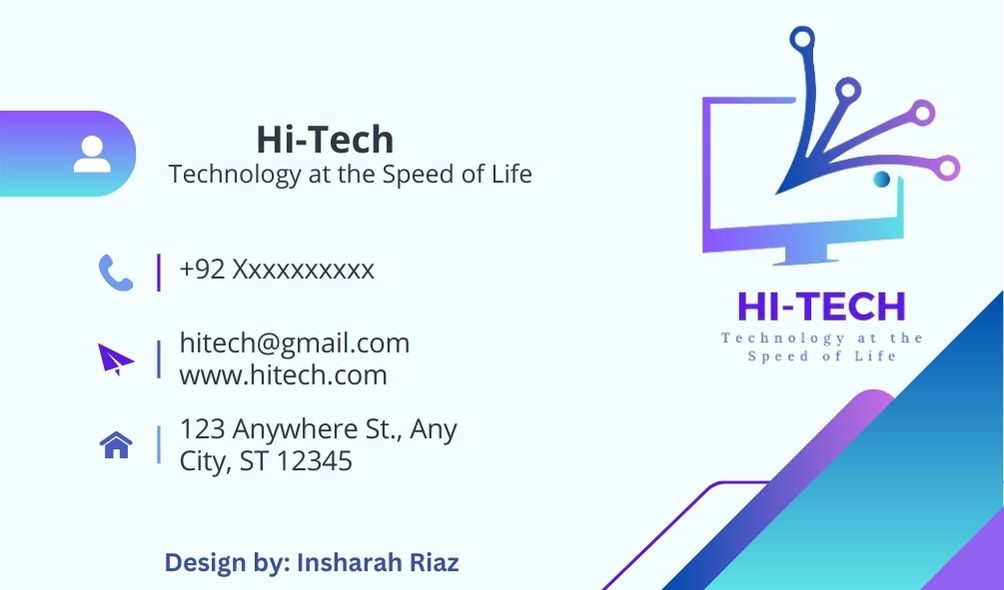 Hi-Tech
Technology at the Speed of Life
+92 Xxxxxxxxxx
hitech@gmail.com
www.hitech.com
123 Anywhere St., Any
City, ST 12345
Design by: Insharah Riaz
HI-TECH
Technology at the
Speed of Life